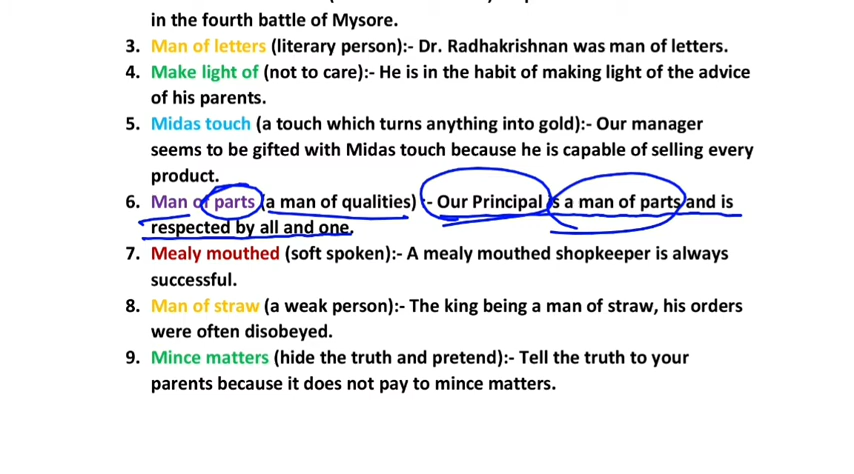 in the fourth battle of Mysore.
3. Man of letters (literary person):- Dr. Radhakrishnan was man of letters.
4. Make light of (not to care):- He is in the habit of making light of the advice
of his parents.
5. Midas touch (a touch which turns anything into gold):- Our manager
seems to be gifted with Midas touch because he is capable of selling every
product.
6. Man of parts (a man of qualities) :- Our Principal is a man of parts and is
respected by all and one.
7. Mealy mouthed (soft spoken):- A mealy mouthed shopkeeper is always
successful.
8. Man of straw (a weak person):- The king being a man of straw, his orders
were often disobeyed.
9. Mince matters (hide the truth and pretend):- Tell the truth to your
parents because it does not pay to mince matters.